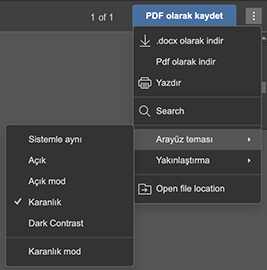 1 of 1
PDF olarak kaydet
.docx olarak indir
Pdf olarak indir
Yazdır
Search
Arayüz teması
Yakınlaştırma
Open file location
Sistemle aynı
Açık
Açık mod
Karanlık
Dark Contrast
Karanlık mod